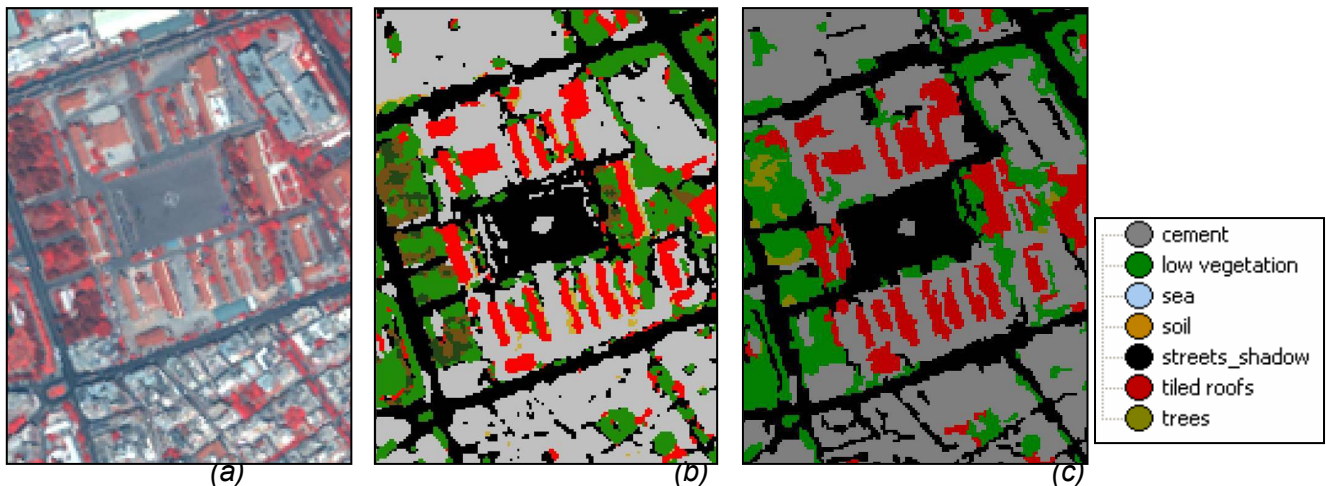 cement
low vegetation
sea
soil
streets_shadow
tiled roofs
trees
(a)
(b)
(c)